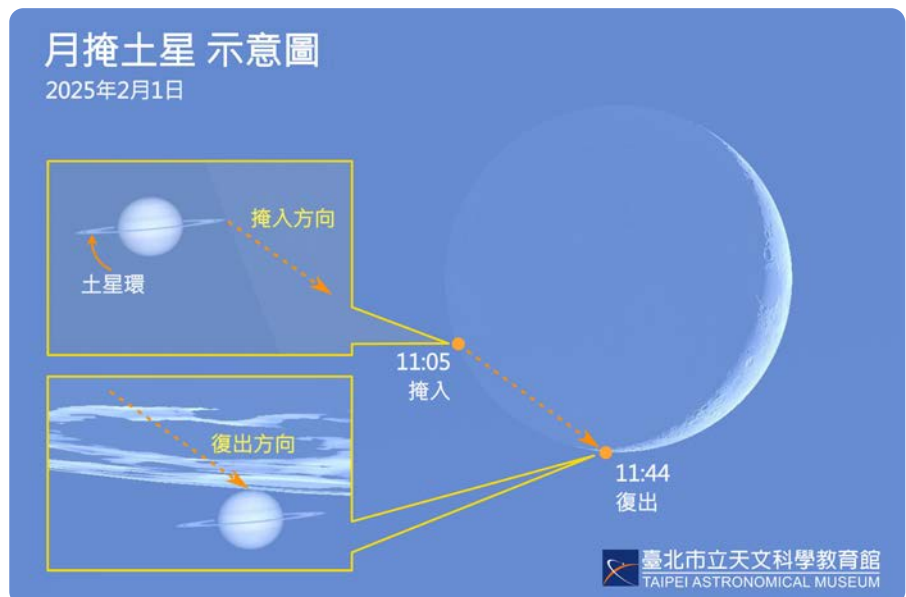 月掩土星 示意圖
2025年2月1日
掩入方向
土星環
11:05
掩入
復出方向
11:44
復出
臺北市立天文科學教育館
TAIPEI ASTRONOMICAL MUSEUM